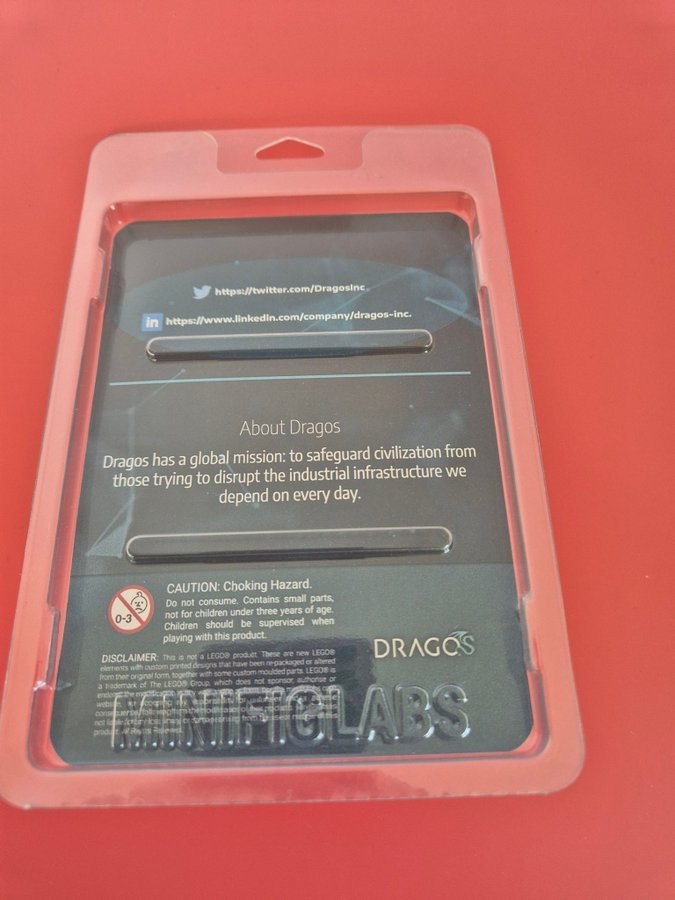 https://twitter.com/DragosInc
in https://www.linkedin.com/company/dragos-inc.
About Dragos
Dragos has a global mission: to safeguard civilization from
those trying to disrupt the industrial infrastructure we
depend on every day.
0-3
CAUTION: Choking Hazard.
Do not consume. Contains small parts,
not for children under three years of age.
Children should be supervised when
playing with this product.
DRAGOS
DISCLAIMER: This is not a LEGO® product. These are new LEGO®
elements with custom printed designs that have been re-packaged or altered
from their original form, together with some custom moulded parts. LEGO® is
a trademark of The LEGO® Group, which does not sponsor, authorise or
product. All Rights Reserved.
MINIFIGLABS